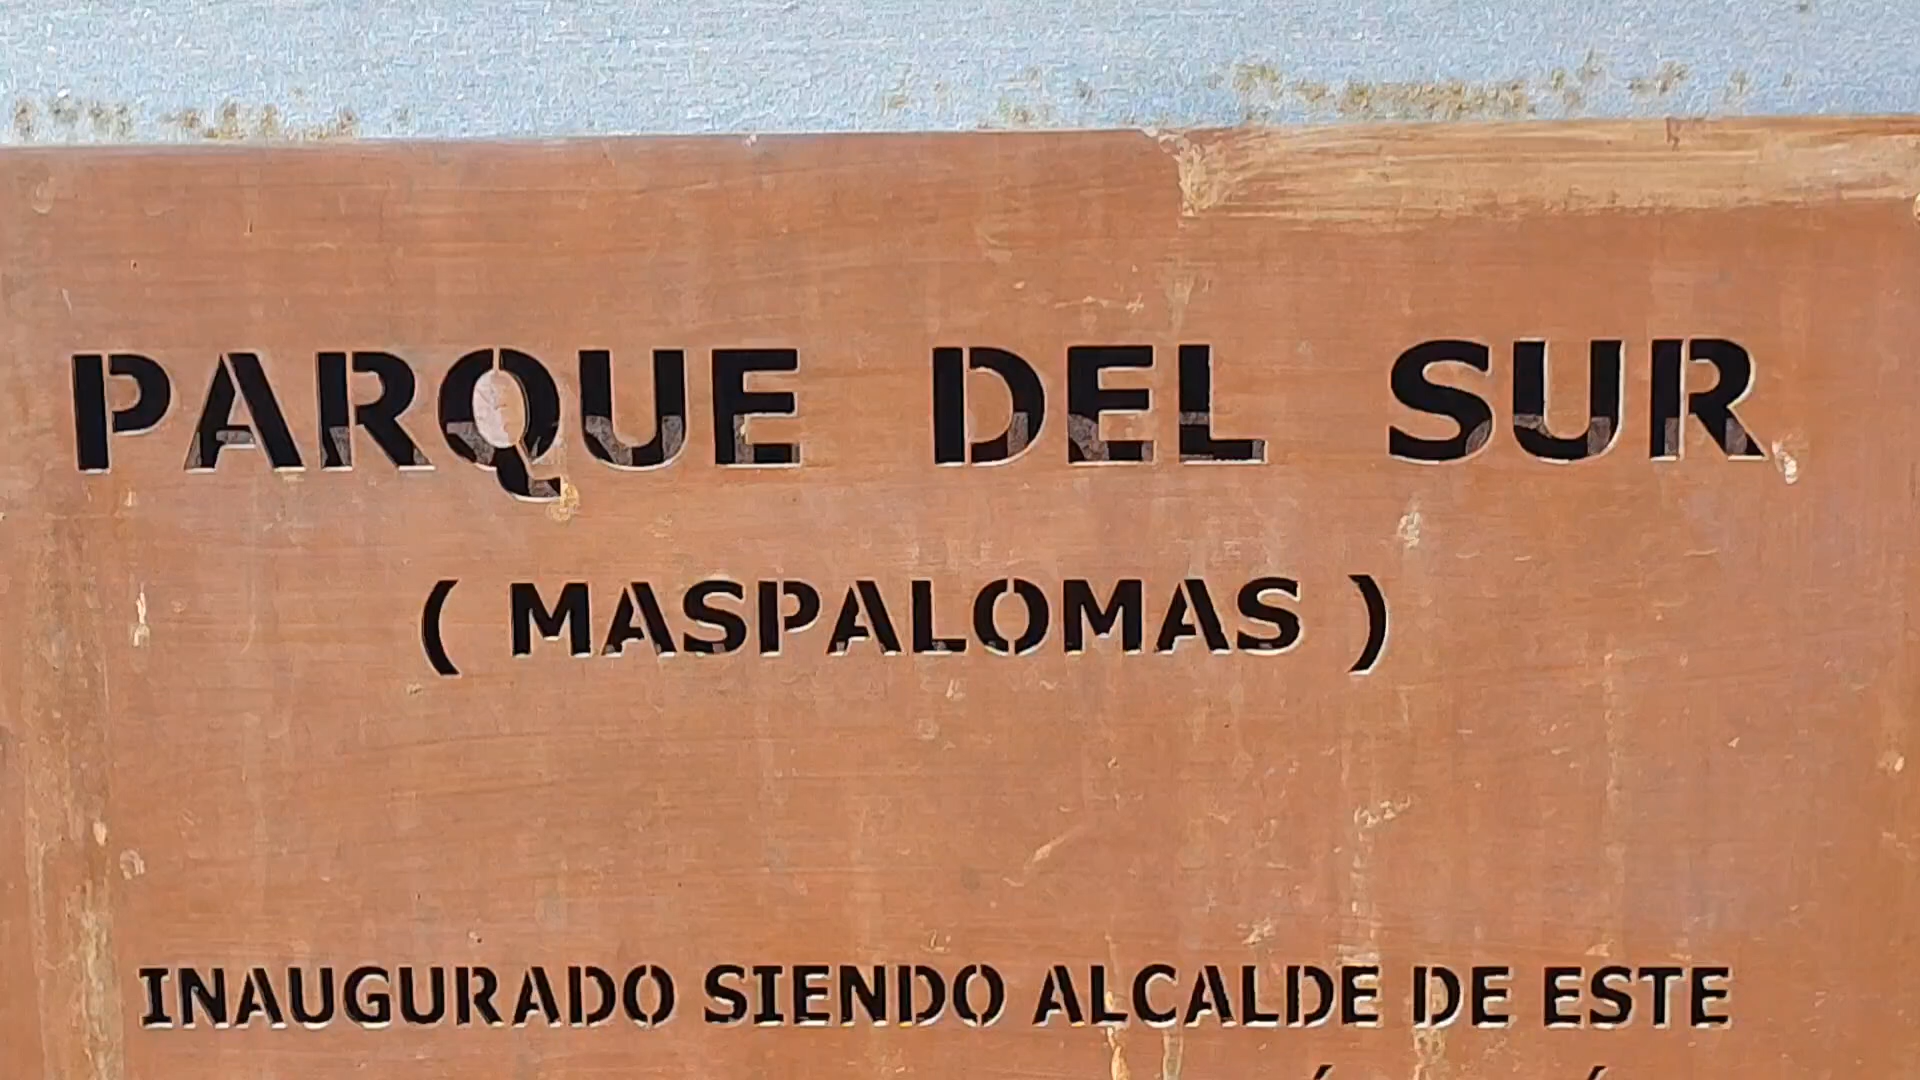 PARQUE DEL SUR
( MASPALOMAS )
INAUGURADO SIENDO ALCALDE DE ESTE